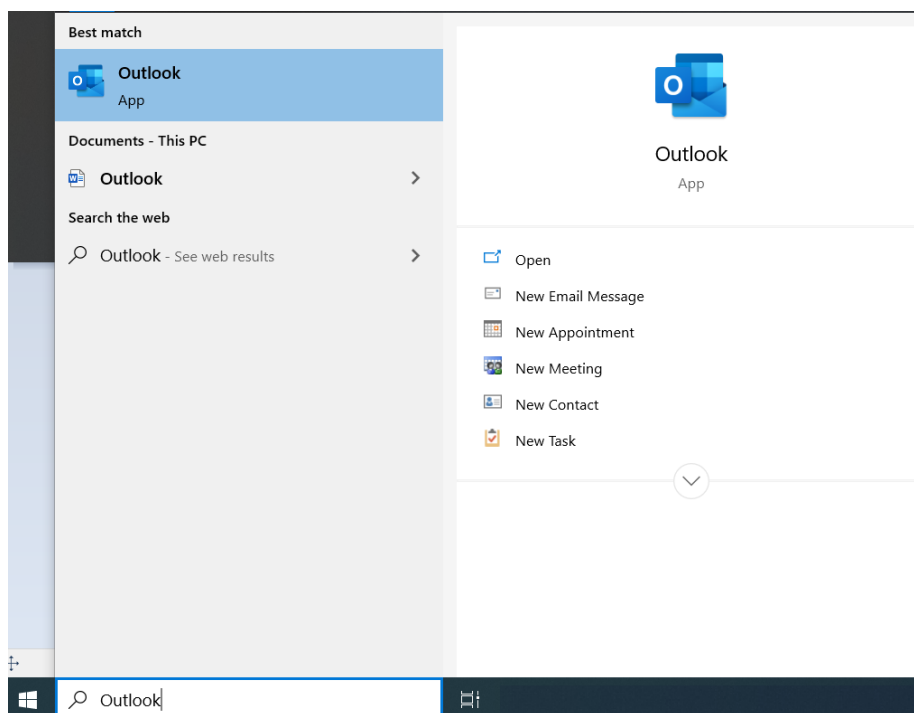 Best match
Outlook
App
Documents - This PC
Outlook
Search the web
Outlook - See web results
Outlook
App
Open
New Email Message
New Appointment
New Meeting
New Contact
New Task
Outlook